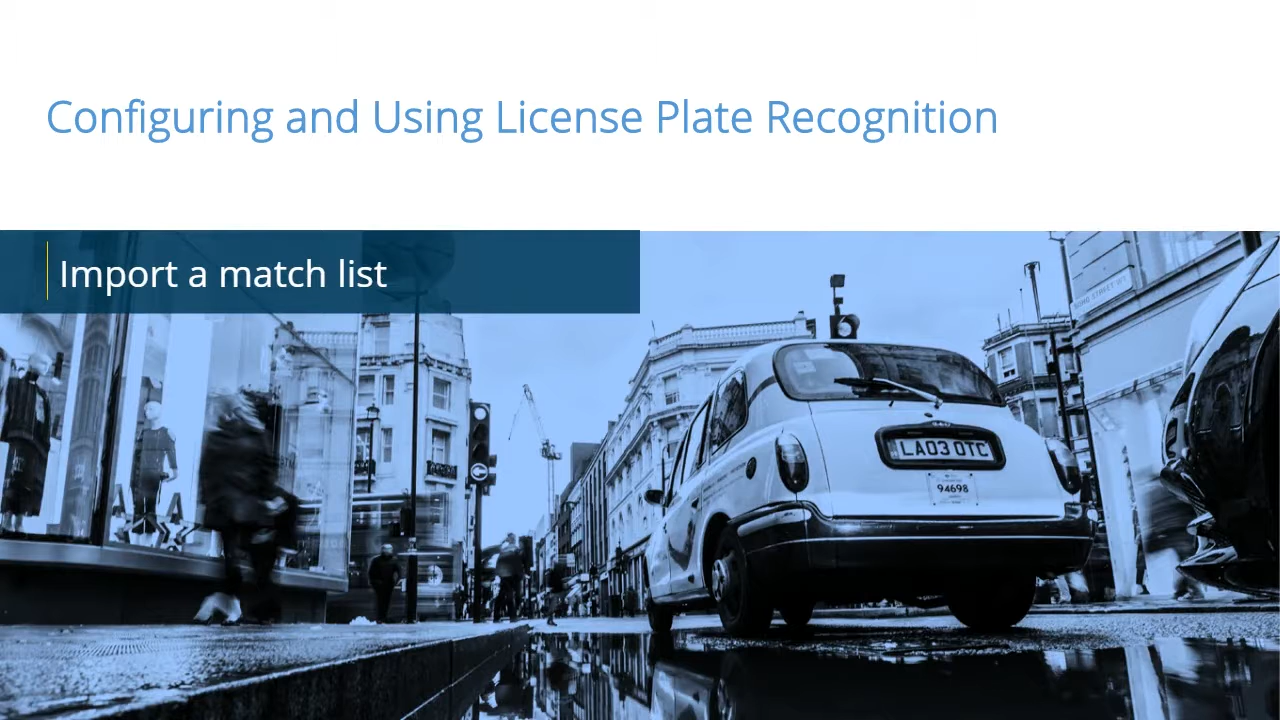 Configuring and Using License Plate Recognition
Import a match list
LA03 OTC
94698